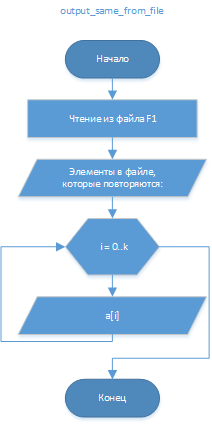 output_same_from_file
Начало
Чтение из файла F1
Элементы в файле,
которые повторяются:
i = 0..k
a[i]
Конец